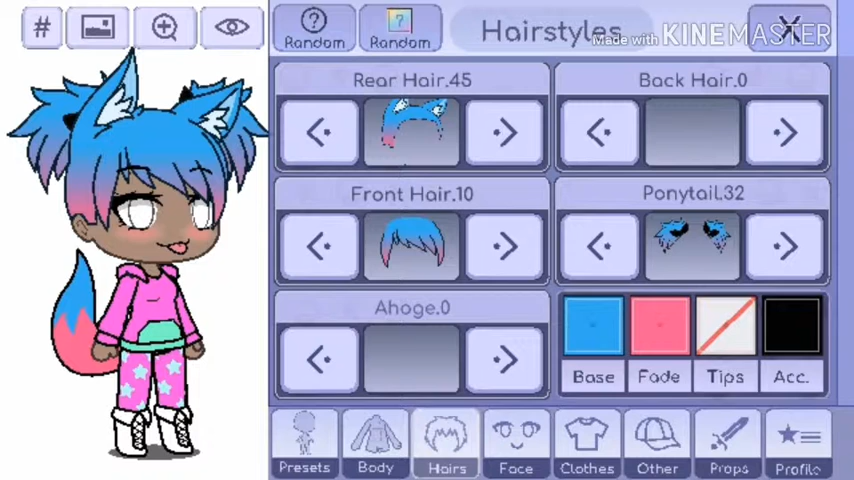 #
?
Random
?
Random
Hairstyles
X
Made with KINEMASTER
Rear Hair.45
Back Hair.0
Front Hair.10
Ponytail.32
Ahoge.0
Base
Fade
Tips
Acc.
Presets
Body
Hairs
Face
Clothes
Other
Props
Profile